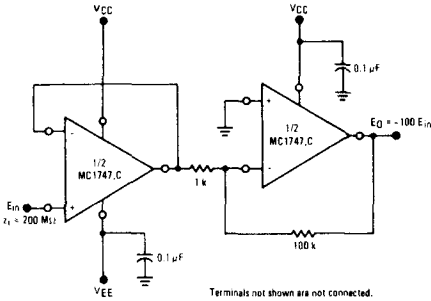 VCC
VCC
0.1 µF
+
-
1/2
MC1747,C
EO = -100 Ein
-
1/2
MC1747,C
1 k
Ein
+
zi = 200 MΩ
100 k
0.1 µF
VEE
Terminals not shown are not connected.